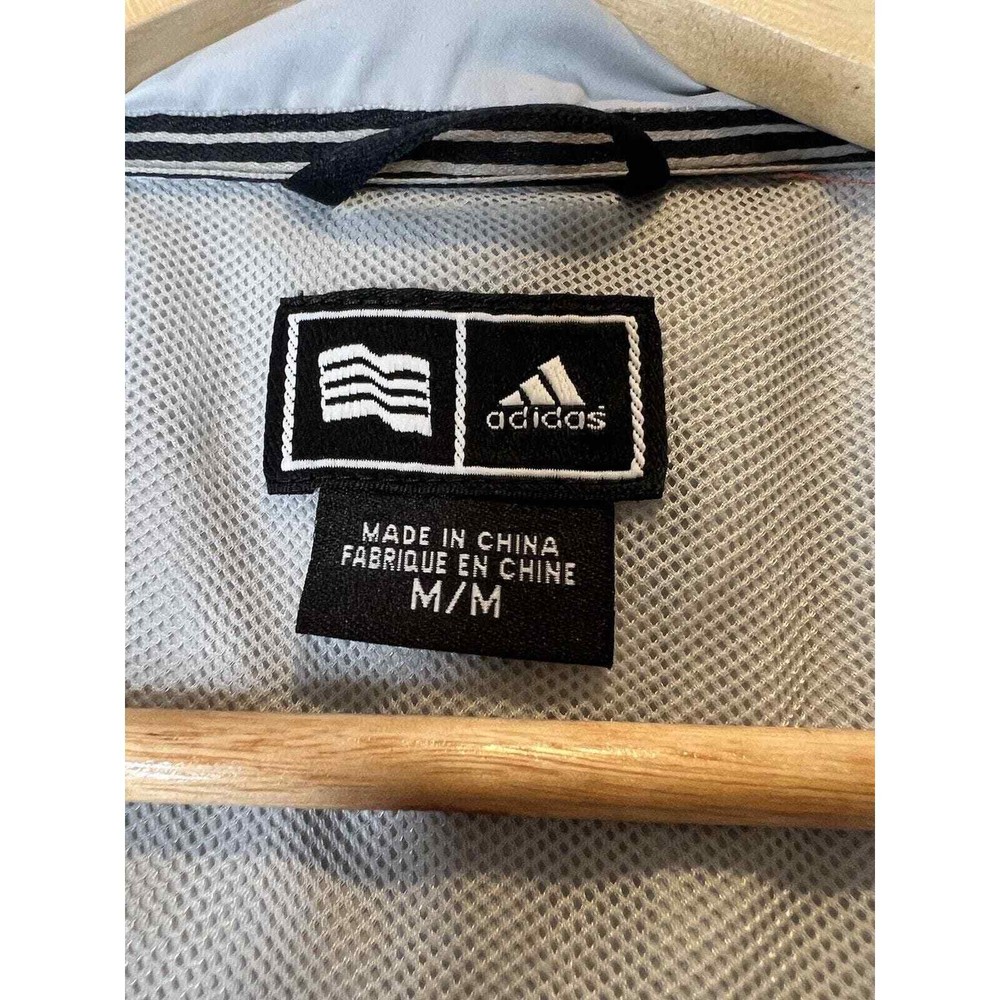 adidas
MADE IN CHINA
FABRIQUE EN CHINE
M/M